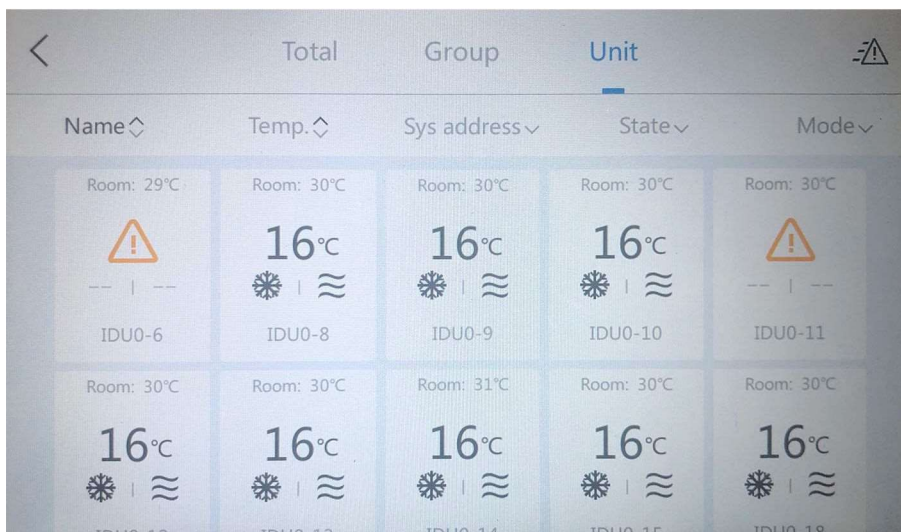 Total Group Unit
Name Temp. Sys address State Mode
Room: 29℃ Room: 30℃ Room: 30℃ Room: 30℃ Room: 30℃
16℃ 16℃ 16℃
-- | -- | | | -- | --
IDU0-6 IDU0-8 IDU0-9 IDU0-10 IDU0-11
Room: 30℃ Room: 30℃ Room: 31℃ Room: 30℃ Room: 30℃
16℃ 16℃ 16℃ 16℃ 16℃